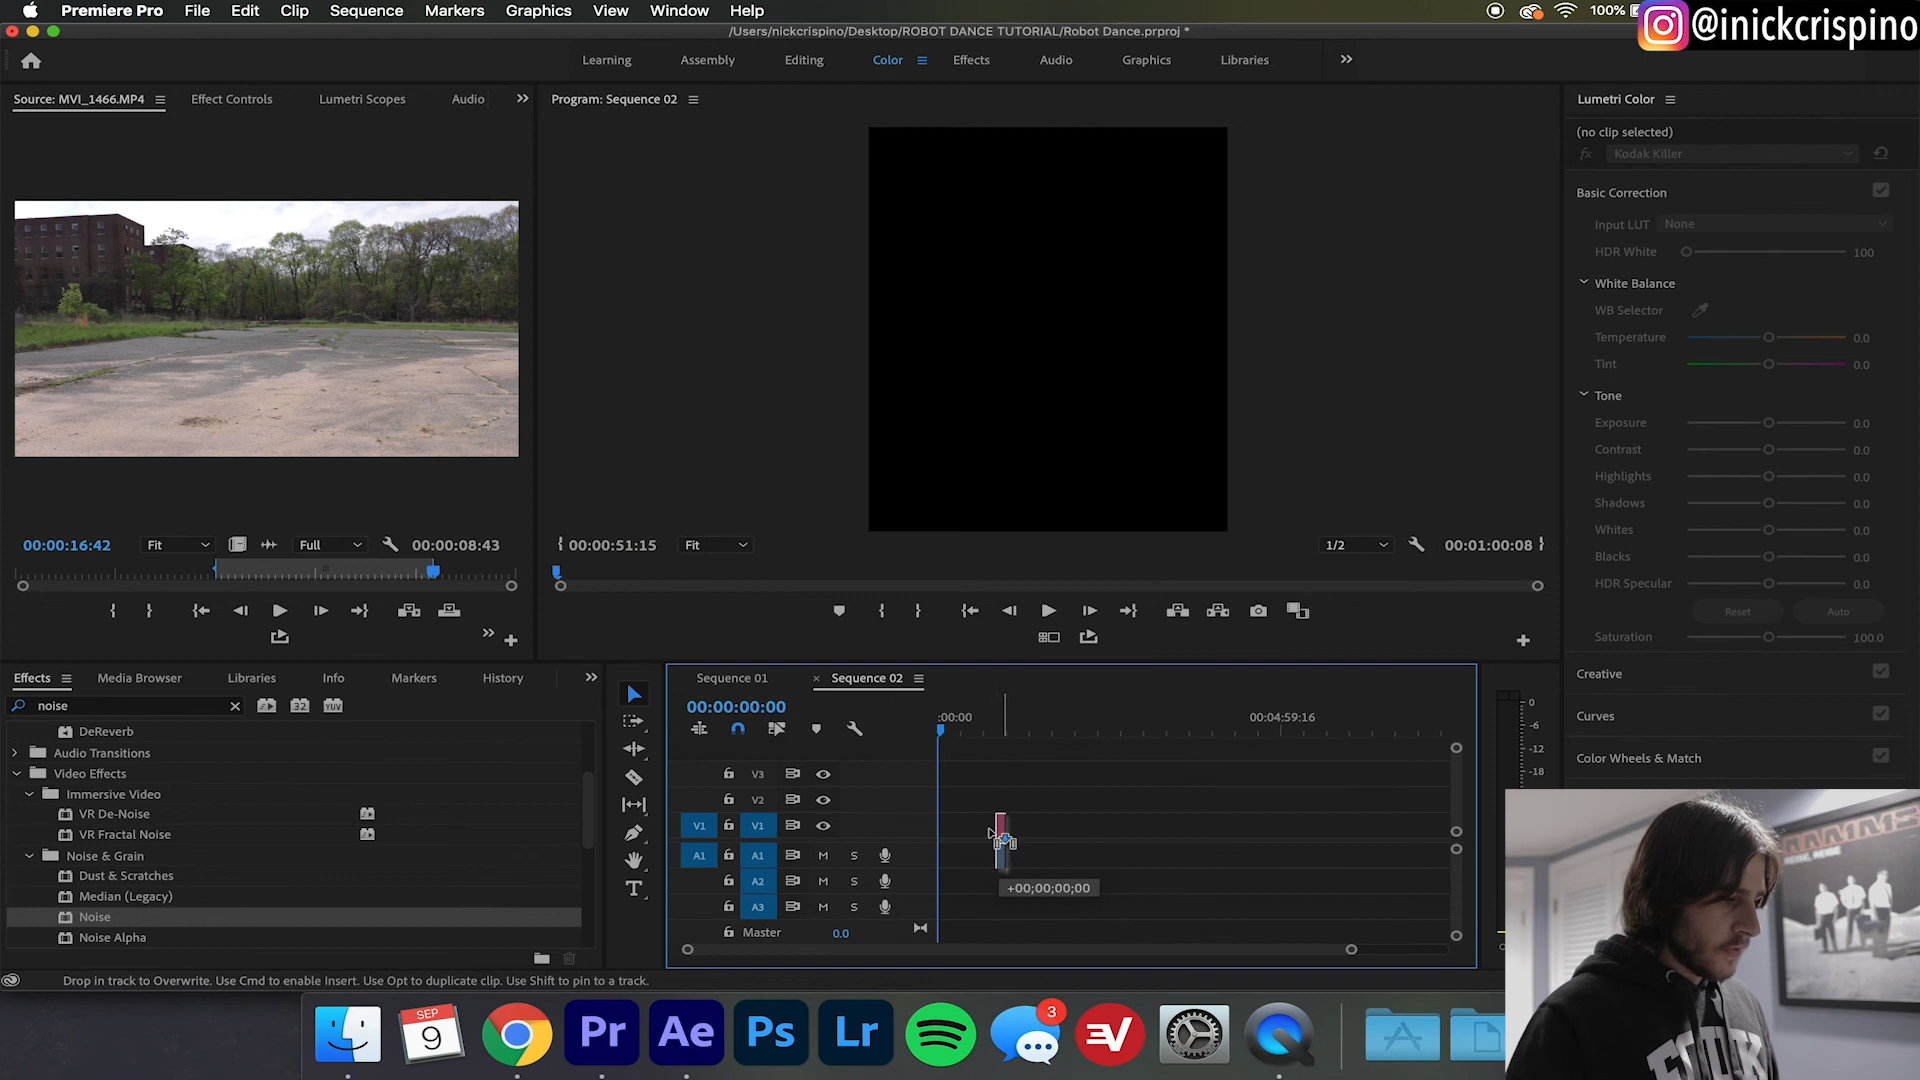 Premiere Pro File Edit Clip Sequence Markers Graphics View Window Help 100%
@inickcrispino
/Users/nickcrispino/Desktop/ROBOT DANCE TUTORIAL/Robot Dance.prproj *
Learning Assembly Editing Color Effects Audio Graphics Libraries
Source: MVI_1466.MP4 Effect Controls Lumetri Scopes Audio
Program: Sequence 02
Lumetri Color
(no clip selected)
fx Kodak Killer
Basic Correction
Input LUT None
HDR White 100
White Balance
WB Selector
Temperature 0.0
Tint 0.0
Tone
Exposure 0.0
Contrast 0.0
Highlights 0.0
Shadows 0.0
Whites 0.0
Blacks 0.0
HDR Specular 0.0
Reset Auto
Saturation 100.0
Creative
Curves
Color Wheels & Match
00:00:16:42 Fit Full 00:00:08:43
00:00:51:15 Fit 1/2 00:01:00:08
Effects Media Browser Libraries Info Markers History
noise
32 YUV
DeReverb
Audio Transitions
Video Effects
Immersive Video
VR De-Noise
VR Fractal Noise
Noise & Grain
Dust & Scratches
Median (Legacy)
Noise
Noise Alpha
Sequence 01 × Sequence 02
00:00:00:00
:00:00 00:04:59:16
V3
V2
V1 V1
A1 A1 M S
A2 M S
A3 M S
Master 0.0
+00;00;00;00
0
-6
-12
-18
Drop in track to Overwrite. Use Cmd to enable Insert. Use Opt to duplicate clip. Use Shift to pin to a track.
SEP
9
Pr Ae Ps Lr
3